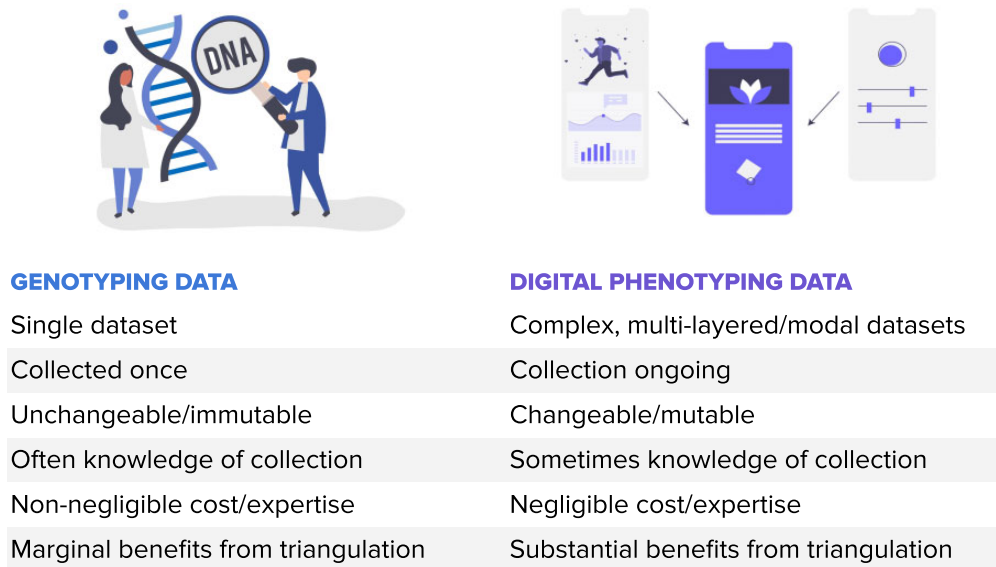 DNA
GENOTYPING DATA
DIGITAL PHENOTYPING DATA
Single dataset
Complex, multi-layered/modal datasets
Collected once
Collection ongoing
Unchangeable/immutable
Changeable/mutable
Often knowledge of collection
Sometimes knowledge of collection
Non-negligible cost/expertise
Negligible cost/expertise
Marginal benefits from triangulation
Substantial benefits from triangulation